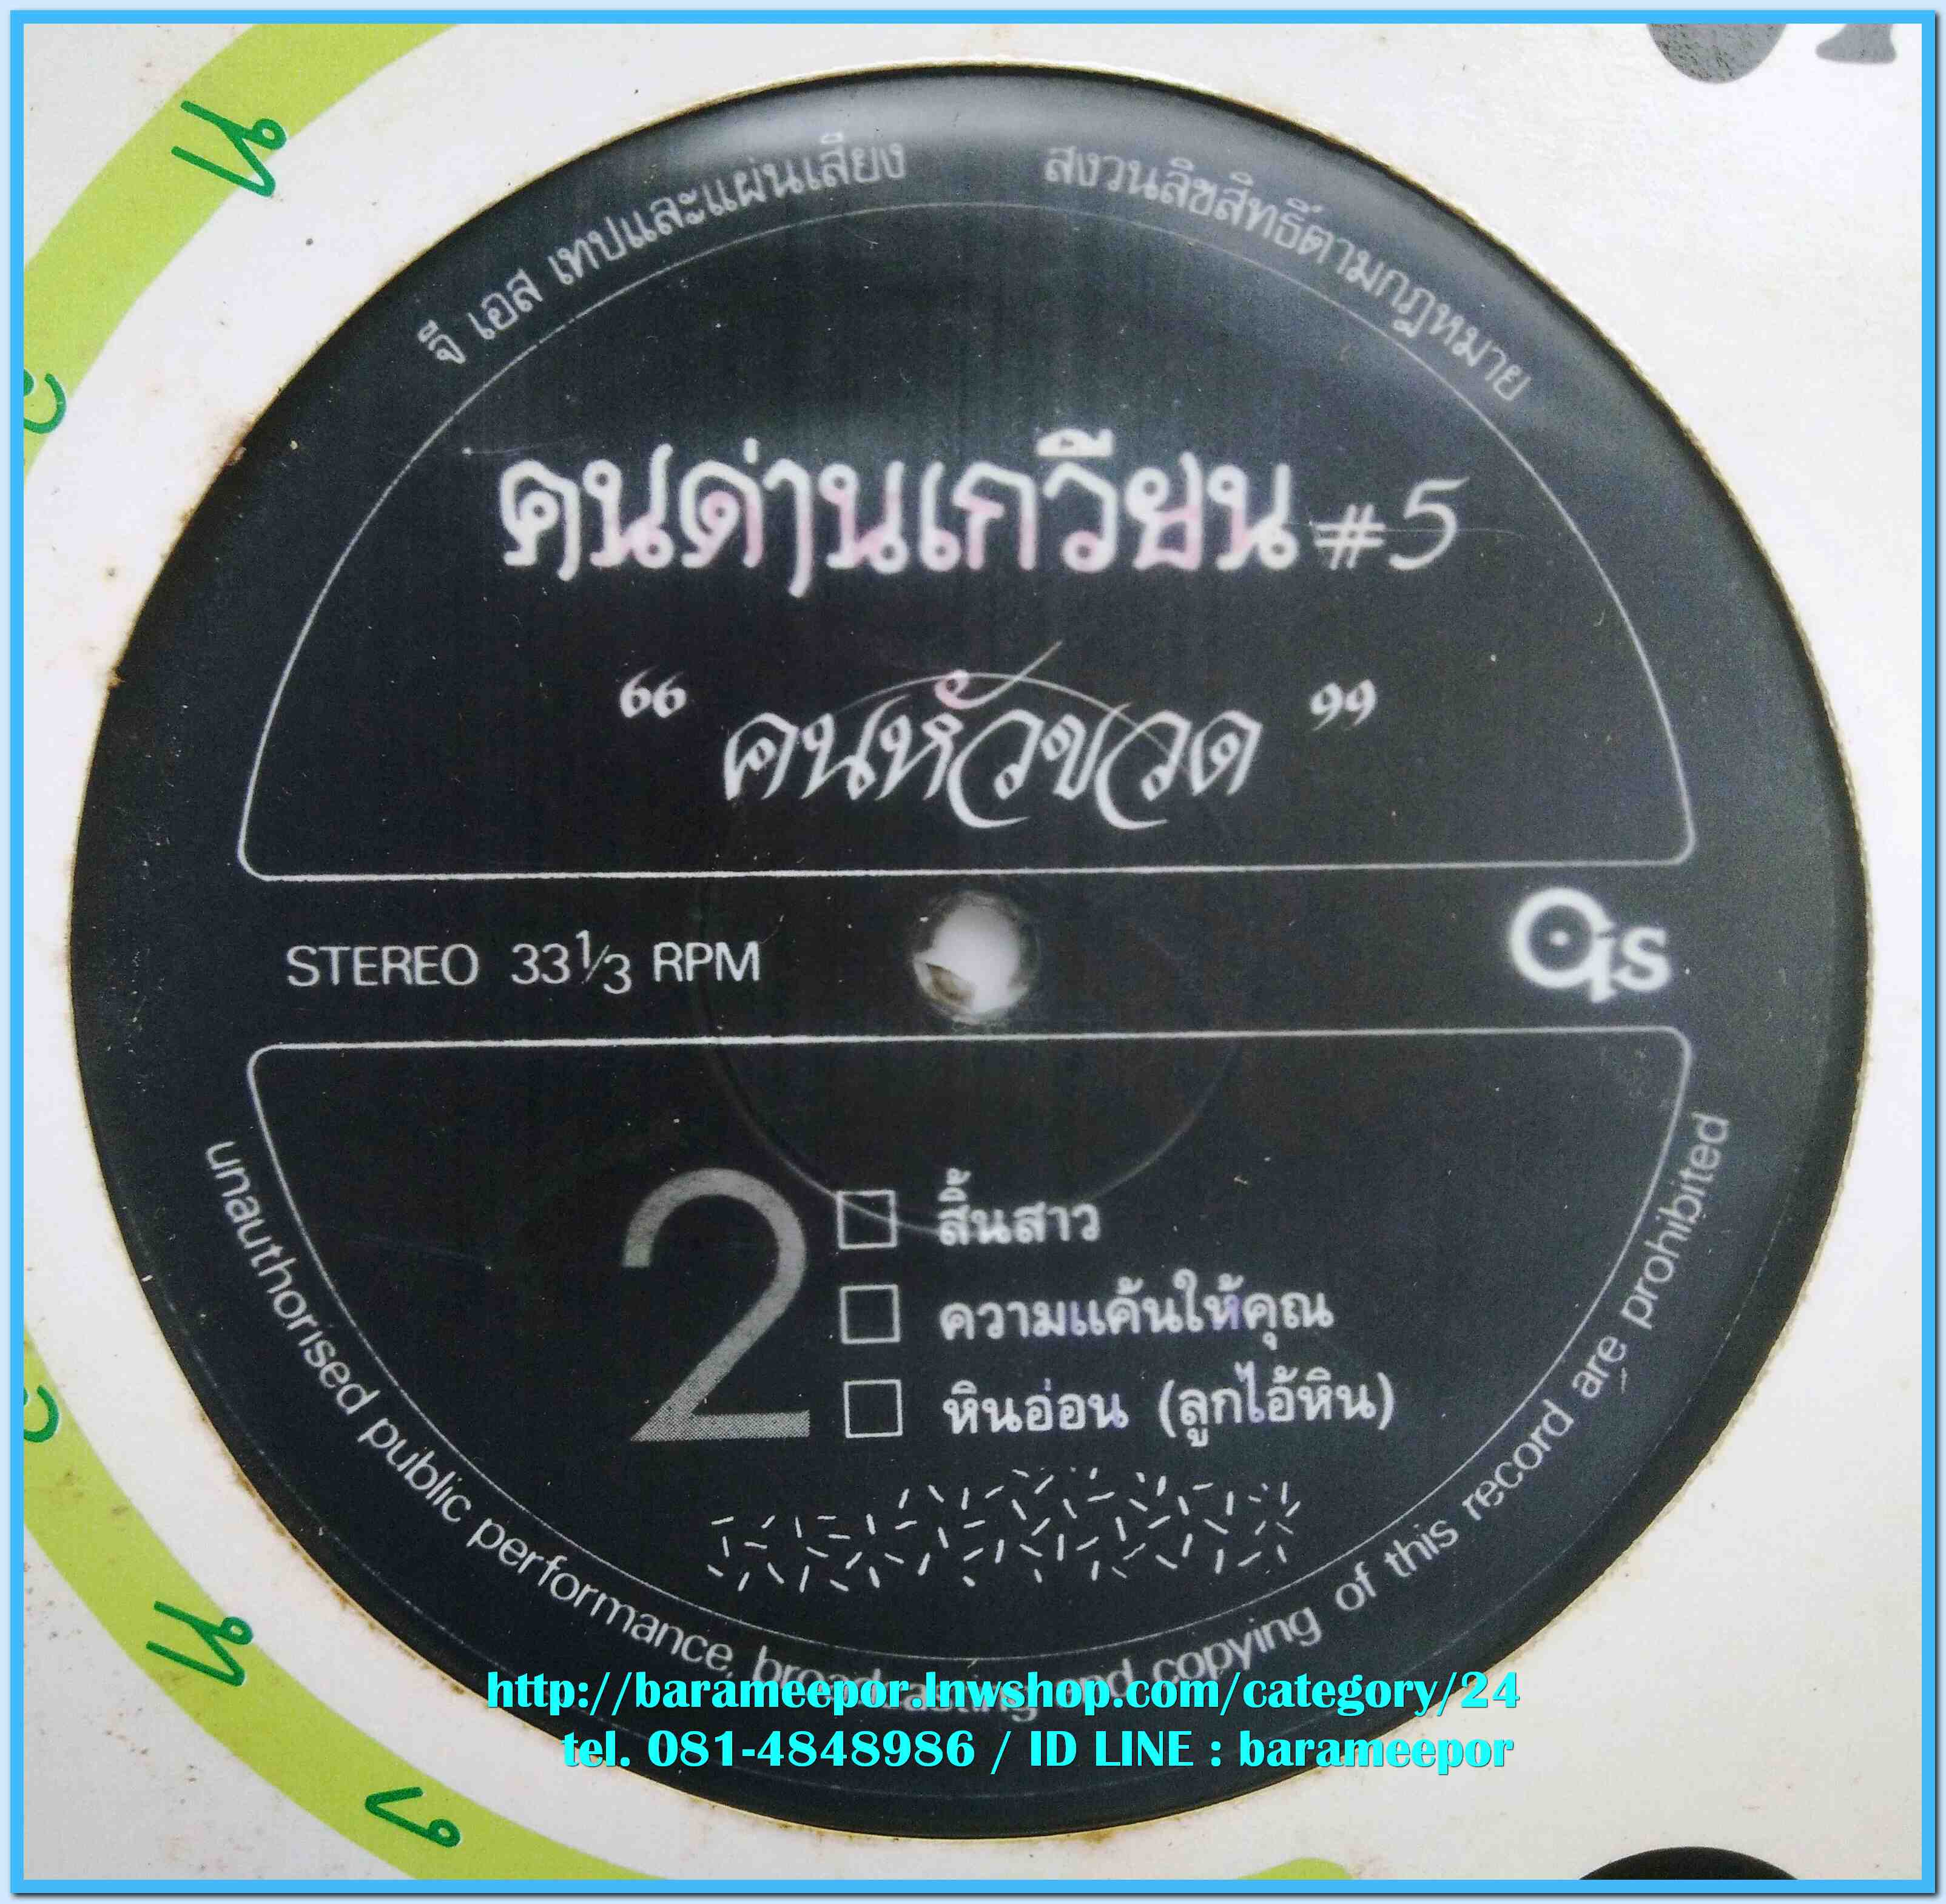 จี เอส เทปและแผ่นเสียง สงวนลิขสิทธิ์ตามกฎหมาย
คนด่านเกวียน #5
“ คนหัวขวด ”
STEREO 33 1/3 RPM
GS
2
สิ้นสาว
ความแค้นให้คุณ
หินอ่อน (ลูกไอ้หิน)
unauthorised public performance, broadcasting and copying of this record are prohibited
http://barameepor.lnwshop.com/category/24
tel. 081-4848986 / ID LINE : barameepor